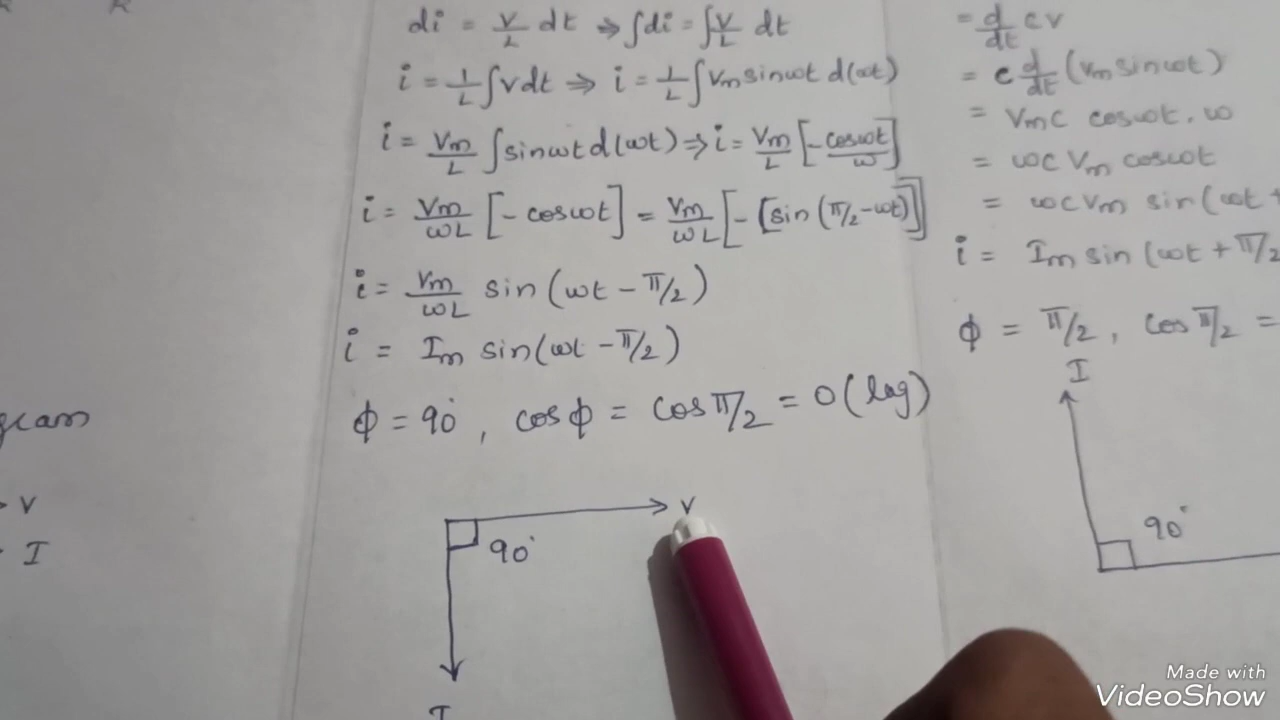 di = V/L dt ⇒ ∫di = ∫V/L dt
i = 1/L ∫vdt ⇒ i = 1/L ∫Vm sinωt d(ωt)
i = Vm/L ∫sinωt d(ωt) ⇒ i = Vm/L [-cosωt/ω]
i = Vm/ωL [-cosωt] = Vm/ωL [-[sin(π/2-ωt)]]
i = Vm/ωL sin(ωt - π/2)
i = Im sin(ωt - π/2)
φ = 90°, cosφ = cos π/2 = 0 (lag)
V
90°
I
= d/dt cv
= c d/dt (Vm sinωt)
= Vmc cosωt. ω
= ωc Vm cosωt
= ωcVm sin(ωt +
i = Im sin(ωt + π/2
φ = π/2, cos π/2 =
I
90°
V
I
Made with
VideoShow